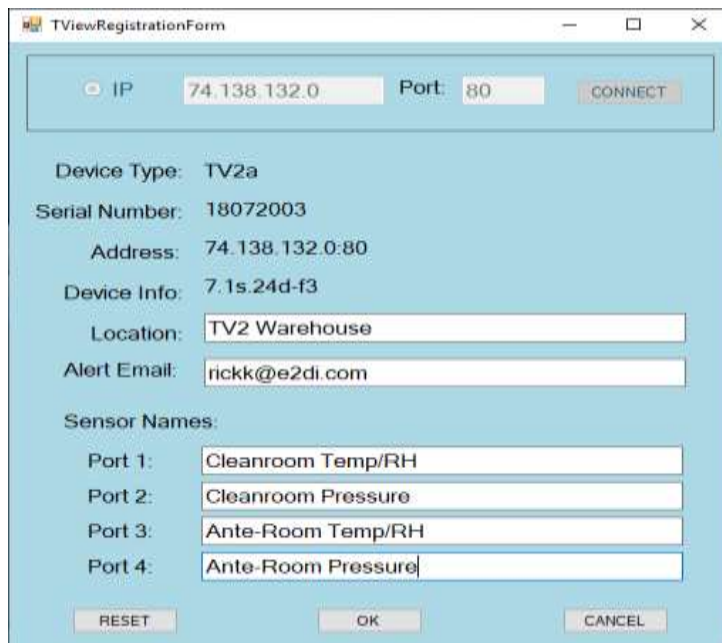 TViewRegistrationForm
IP 74.138.132.0 Port: 80 CONNECT
Device Type: TV2a
Serial Number: 18072003
Address: 74.138.132.0:80
Device Info: 7.1s.24d-f3
Location: TV2 Warehouse
Alert Email: rickk@e2di.com
Sensor Names:
Port 1: Cleanroom Temp/RH
Port 2: Cleanroom Pressure
Port 3: Ante-Room Temp/RH
Port 4: Ante-Room Pressure
RESET OK CANCEL